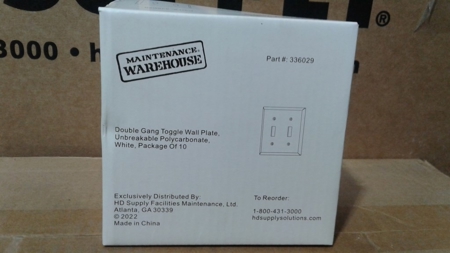 ®
3000 • h
MAINTENANCE
WAREHOUSE
Part #: 336029
Double Gang Toggle Wall Plate,
Unbreakable Polycarbonate,
White, Package Of 10
Exclusively Distributed By:
HD Supply Facilities Maintenance, Ltd.
Atlanta, GA 30339
© 2022
Made in China
To Reorder:
1-800-431-3000
hdsupplysolutions.com